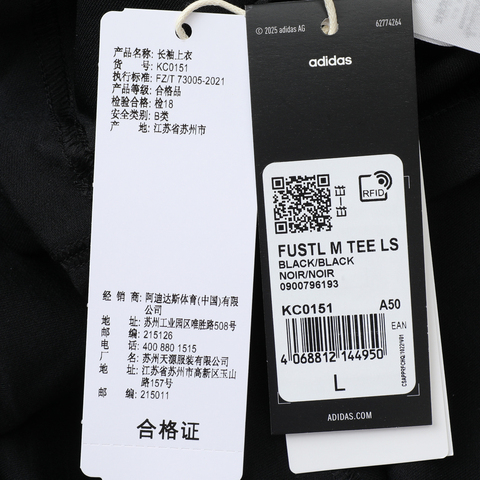 产品名称: 长袖上衣
货 号: KC0151
执行标准: FZ/T 73005-2021
产品等级: 合格品
检验合格: 检18
安全类别: B类
产 地: 江苏省苏州市
经 销 商: 阿迪达斯体育(中国)有限
公司
地 址: 苏州工业园区唯胜路508号
邮 编: 215126
电 话: 400 880 1515
厂 名: 苏州天源服装有限公司
地 址: 江苏省苏州市高新区玉山
路157号
邮 编: 215011
合格证
© 2025 adidas AG
62774264
adidas
RFID
FUSTL M TEE LS
BLACK/BLACK
NOIR/NOIR
0900796193
KC0151 A50
EAN
4 068812 144950
L
ADIDAS.COM